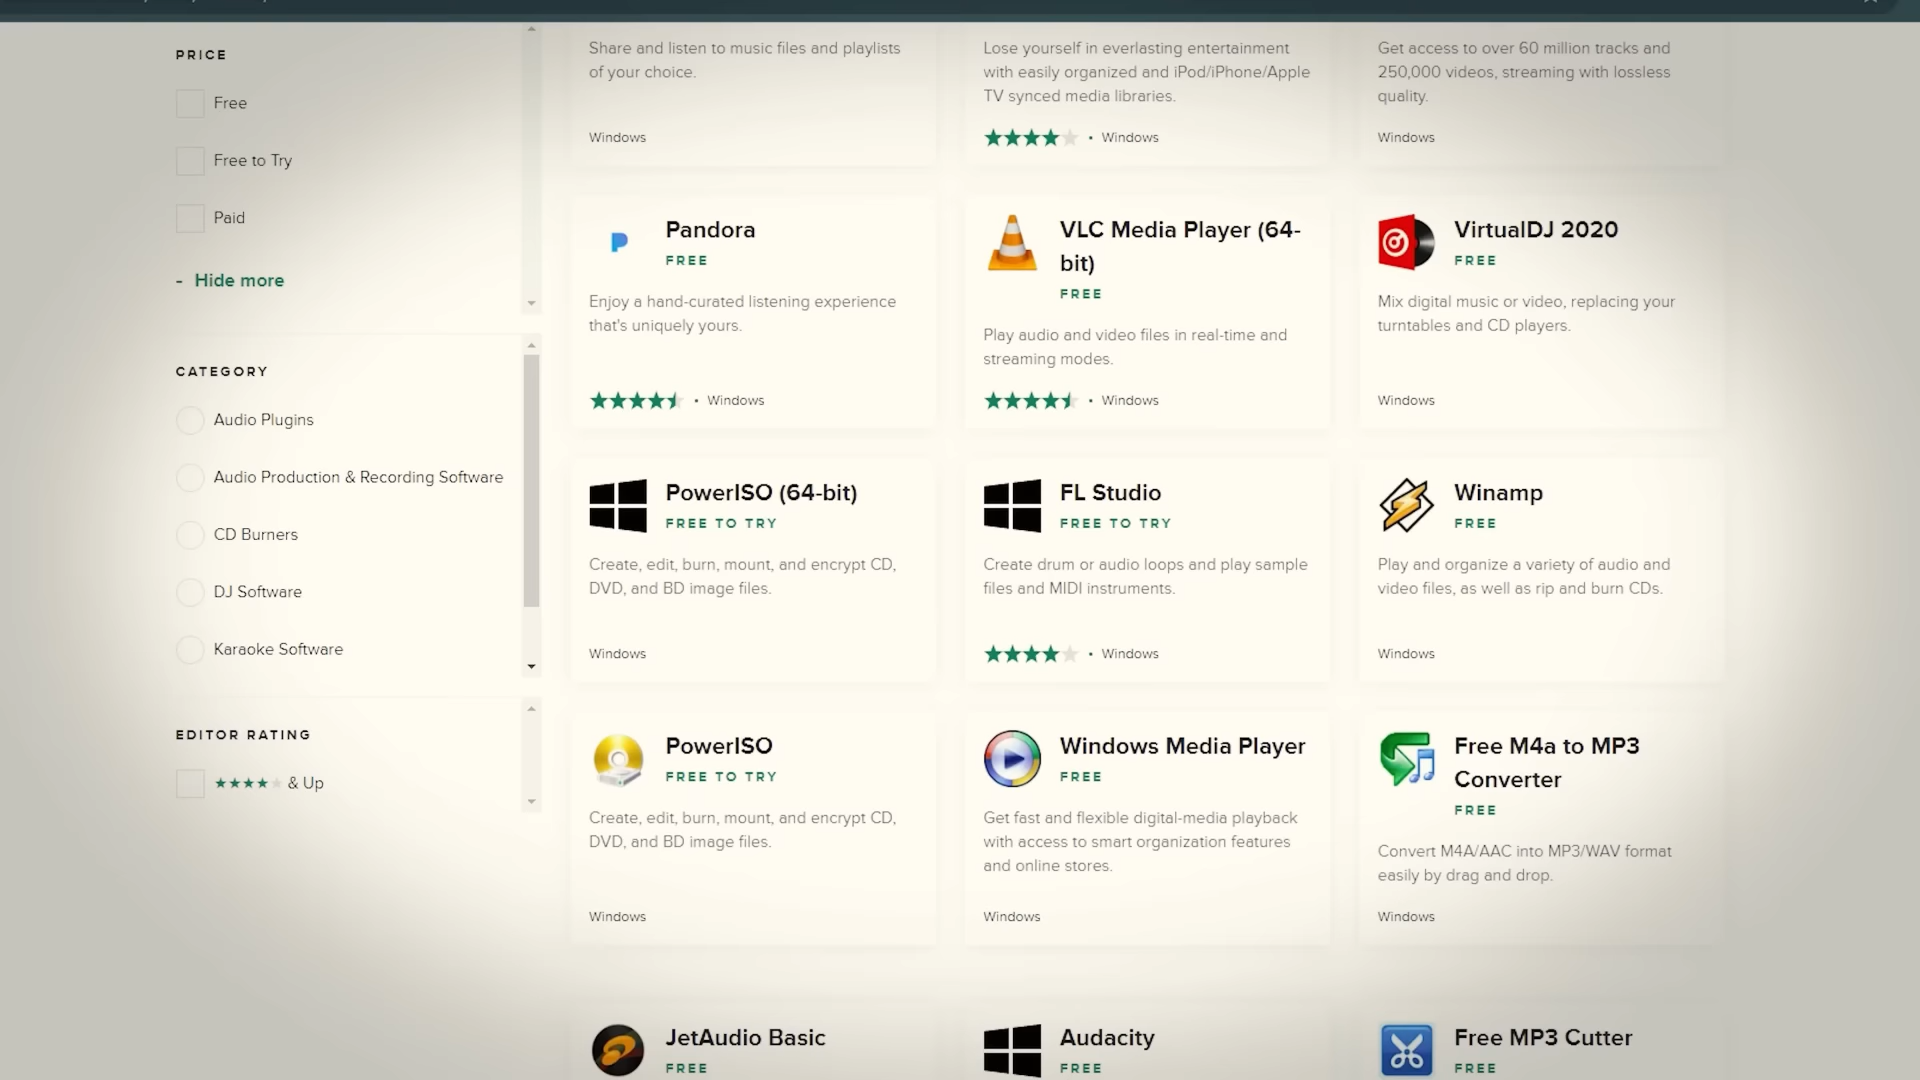 PRICE
Free
Free to Try
Paid
- Hide more
CATEGORY
Audio Plugins
Audio Production & Recording Software
CD Burners
DJ Software
Karaoke Software
EDITOR RATING
& Up
Share and listen to music files and playlists
of your choice.
Windows
Lose yourself in everlasting entertainment
with easily organized and iPod/iPhone/Apple
TV synced media libraries.
• Windows
Get access to over 60 million tracks and
250,000 videos, streaming with lossless
quality.
Windows
Pandora
FREE
Enjoy a hand-curated listening experience
that's uniquely yours.
• Windows
VLC Media Player (64-
bit)
FREE
Play audio and video files in real-time and
streaming modes.
• Windows
VirtualDJ 2020
FREE
Mix digital music or video, replacing your
turntables and CD players.
Windows
PowerISO (64-bit)
FREE TO TRY
Create, edit, burn, mount, and encrypt CD,
DVD, and BD image files.
Windows
FL Studio
FREE TO TRY
Create drum or audio loops and play sample
files and MIDI instruments.
• Windows
Winamp
FREE
Play and organize a variety of audio and
video files, as well as rip and burn CDs.
Windows
PowerISO
FREE TO TRY
Create, edit, burn, mount, and encrypt CD,
DVD, and BD image files.
Windows
Windows Media Player
FREE
Get fast and flexible digital-media playback
with access to smart organization features
and online stores.
Windows
Free M4a to MP3
Converter
FREE
Convert M4A/AAC into MP3/WAV format
easily by drag and drop.
Windows
JetAudio Basic
FREE
Audacity
FREE
Free MP3 Cutter
FREE